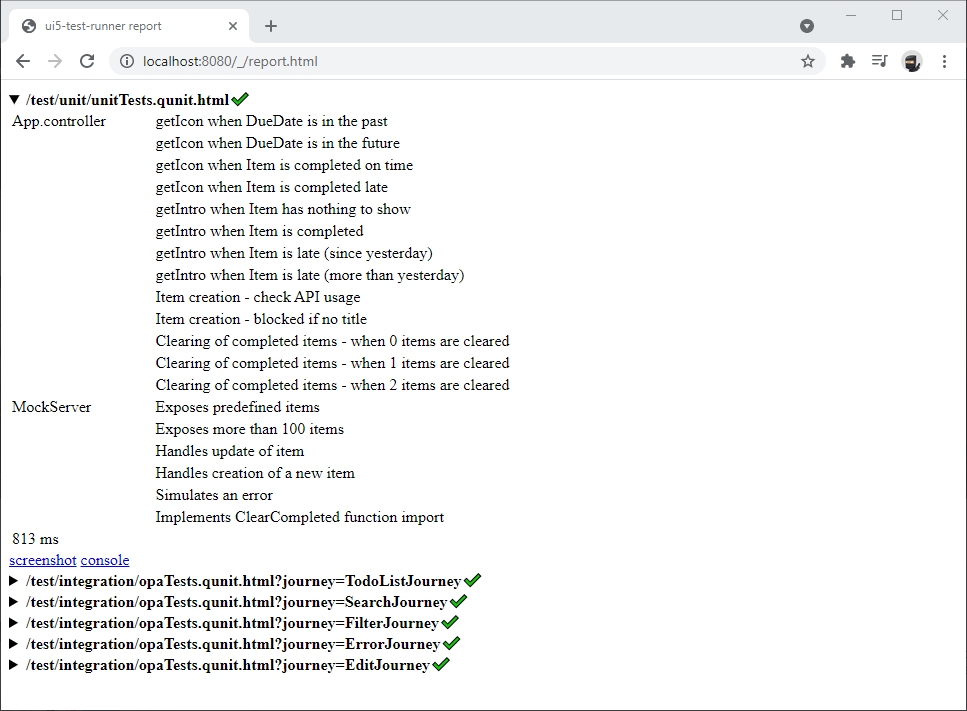 ui5-test-runner report
localhost:8080/_/report.html
/test/unit/unitTests.qunit.html
App.controller getIcon when DueDate is in the past
getIcon when DueDate is in the future
getIcon when Item is completed on time
getIcon when Item is completed late
getIntro when Item has nothing to show
getIntro when Item is completed
getIntro when Item is late (since yesterday)
getIntro when Item is late (more than yesterday)
Item creation - check API usage
Item creation - blocked if no title
Clearing of completed items - when 0 items are cleared
Clearing of completed items - when 1 items are cleared
Clearing of completed items - when 2 items are cleared
MockServer Exposes predefined items
Exposes more than 100 items
Handles update of item
Handles creation of a new item
Simulates an error
Implements ClearCompleted function import
813 ms
screenshot console
/test/integration/opaTests.qunit.html?journey=TodoListJourney
/test/integration/opaTests.qunit.html?journey=SearchJourney
/test/integration/opaTests.qunit.html?journey=FilterJourney
/test/integration/opaTests.qunit.html?journey=ErrorJourney
/test/integration/opaTests.qunit.html?journey=EditJourney